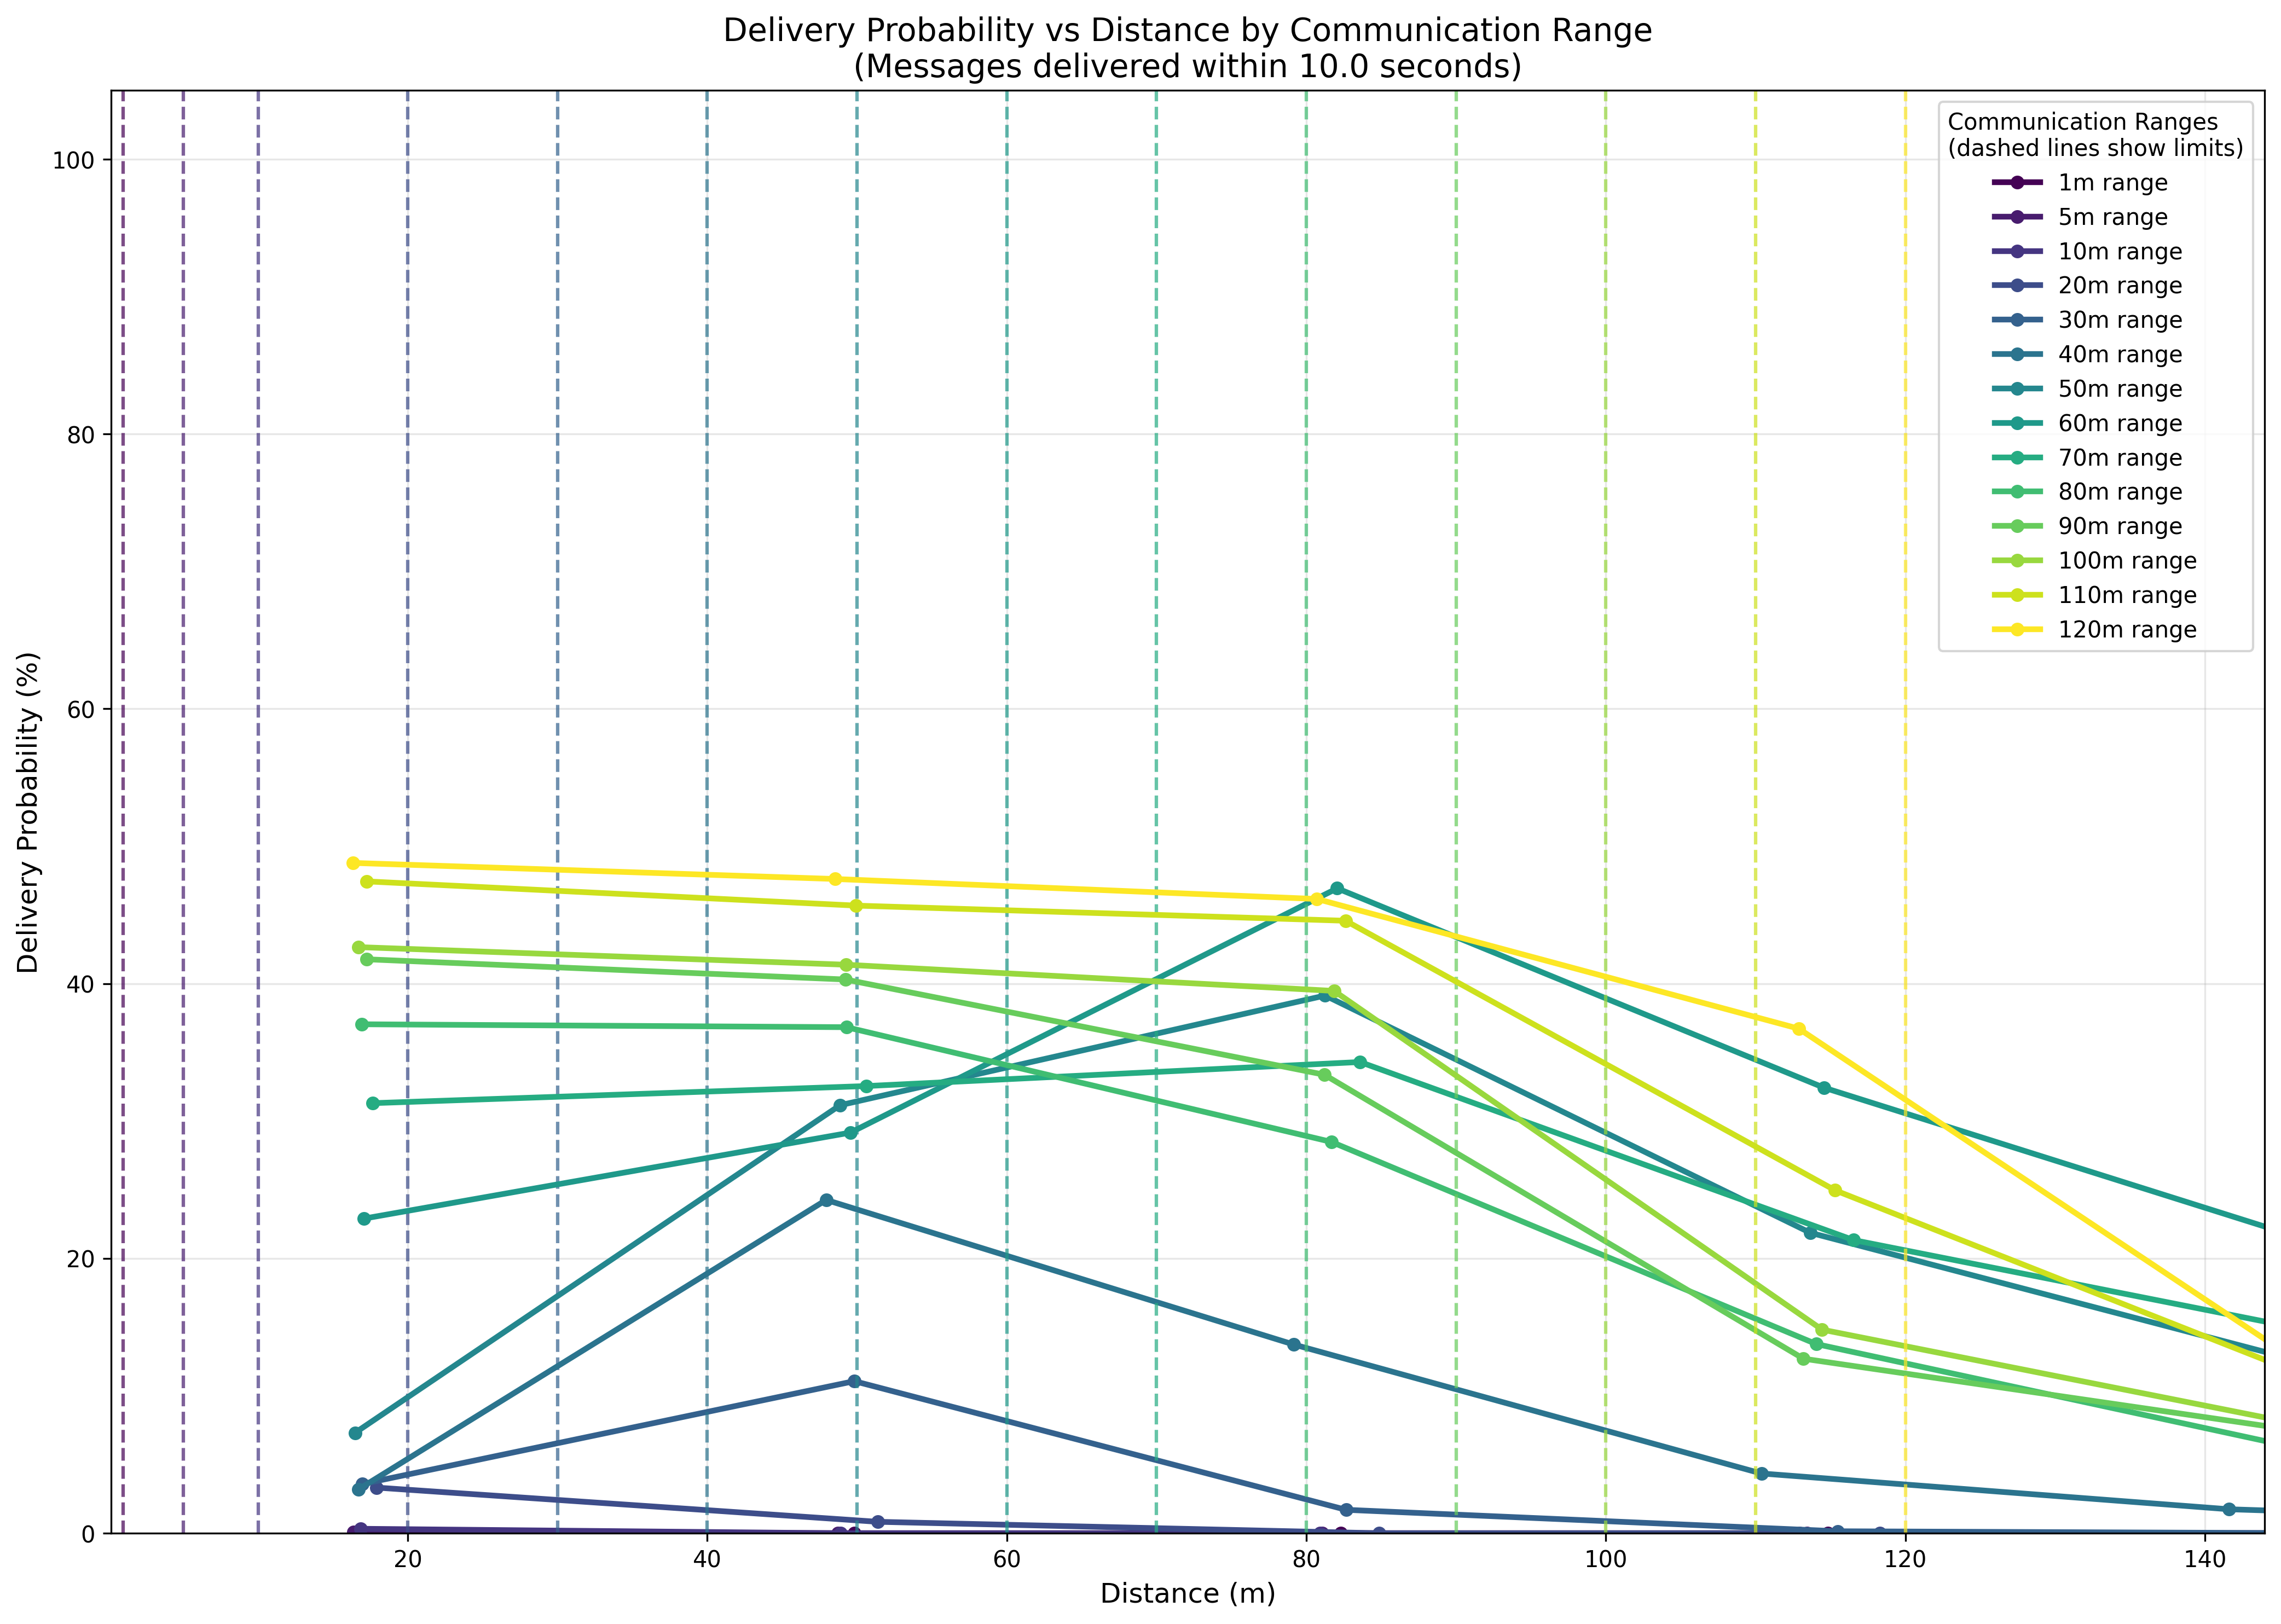 Delivery Probability vs Distance by Communication Range
(Messages delivered within 10.0 seconds)
Delivery Probability (%)
100
80
60
40
20
0
Communication Ranges
(dashed lines show limits)
1m range
5m range
10m range
20m range
30m range
40m range
50m range
60m range
70m range
80m range
90m range
100m range
110m range
120m range
20 40 60 80 100 120 140
Distance (m)